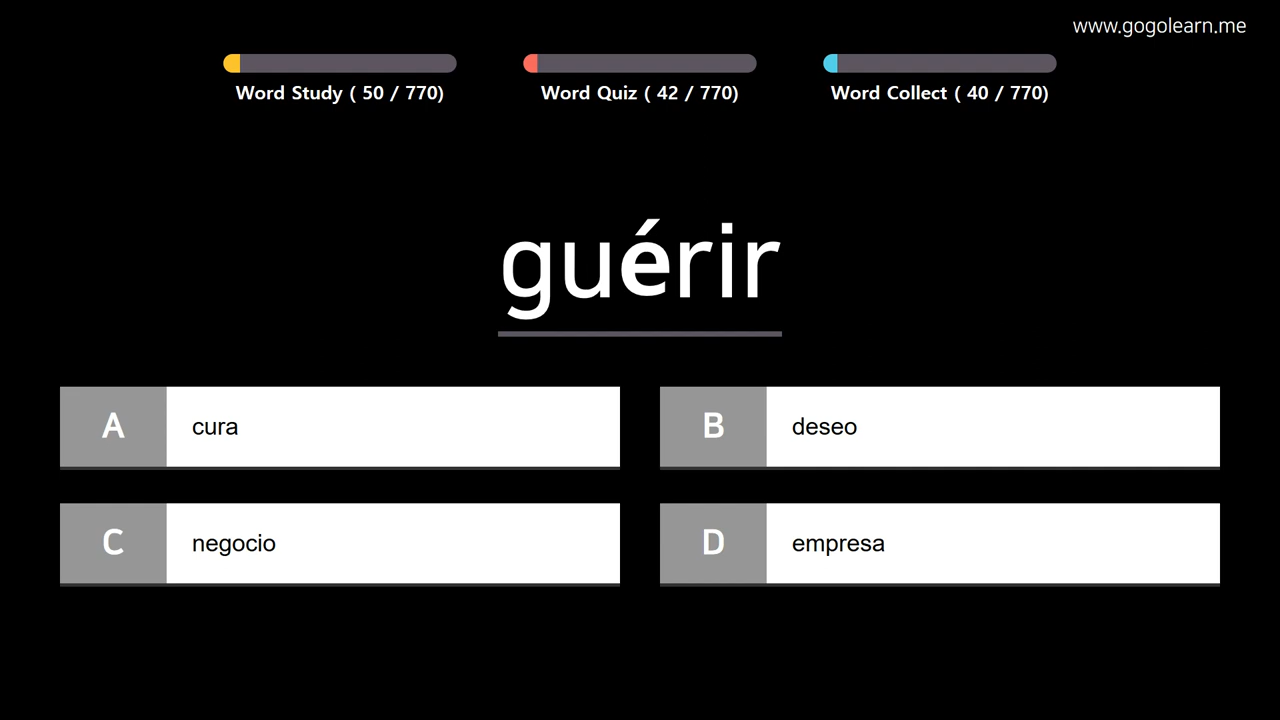 www.gogolearn.me
Word Study ( 50 / 770)
Word Quiz ( 42 / 770)
Word Collect ( 40 / 770)
guérir
A cura
B deseo
C negocio
D empresa